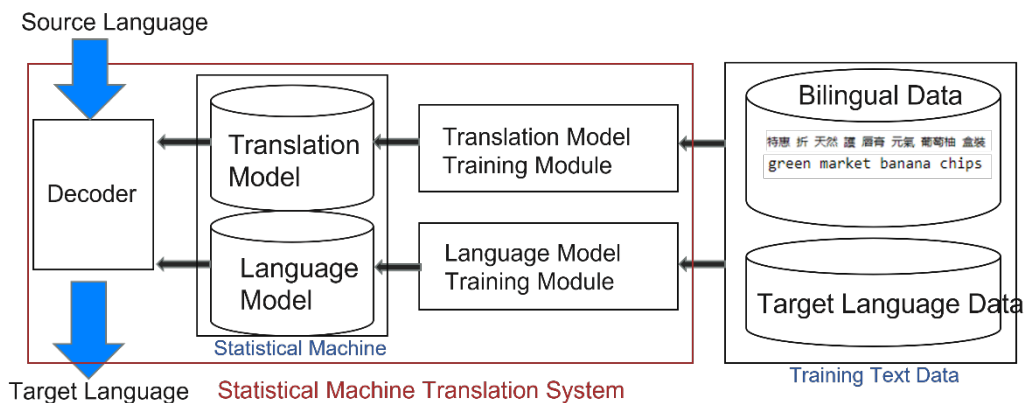 Source Language
Decoder
Target Language
Translation
Model
Language
Model
Statistical Machine
Translation Model
Training Module
Language Model
Training Module
Statistical Machine Translation System
Bilingual Data
特惠 折 天然 護 唇膏 元氣 葡萄柚 盒裝
green market banana chips
Target Language Data
Training Text Data